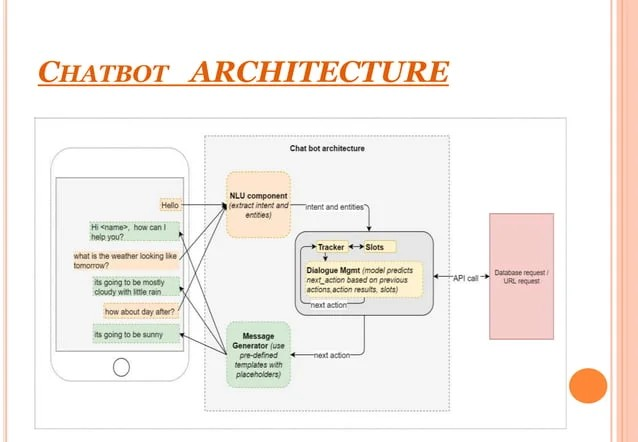 CHATBOT ARCHITECTURE
Chat bot architecture
Hello
Hi <name>, how can I
help you?
what is the weather looking like
tomorrow?
its going to be mostly
cloudy with little rain
how about day after?
its going to be sunny
NLU component
(extract intent and
entities)
intent and entities
Tracker
Slots
Dialogue Mgmt (model predicts
next_action based on previous
actions,action results, slots)
next action
API call
Database request /
URL request
Message
Generator (use
pre-defined
templates with
placeholders)
next action